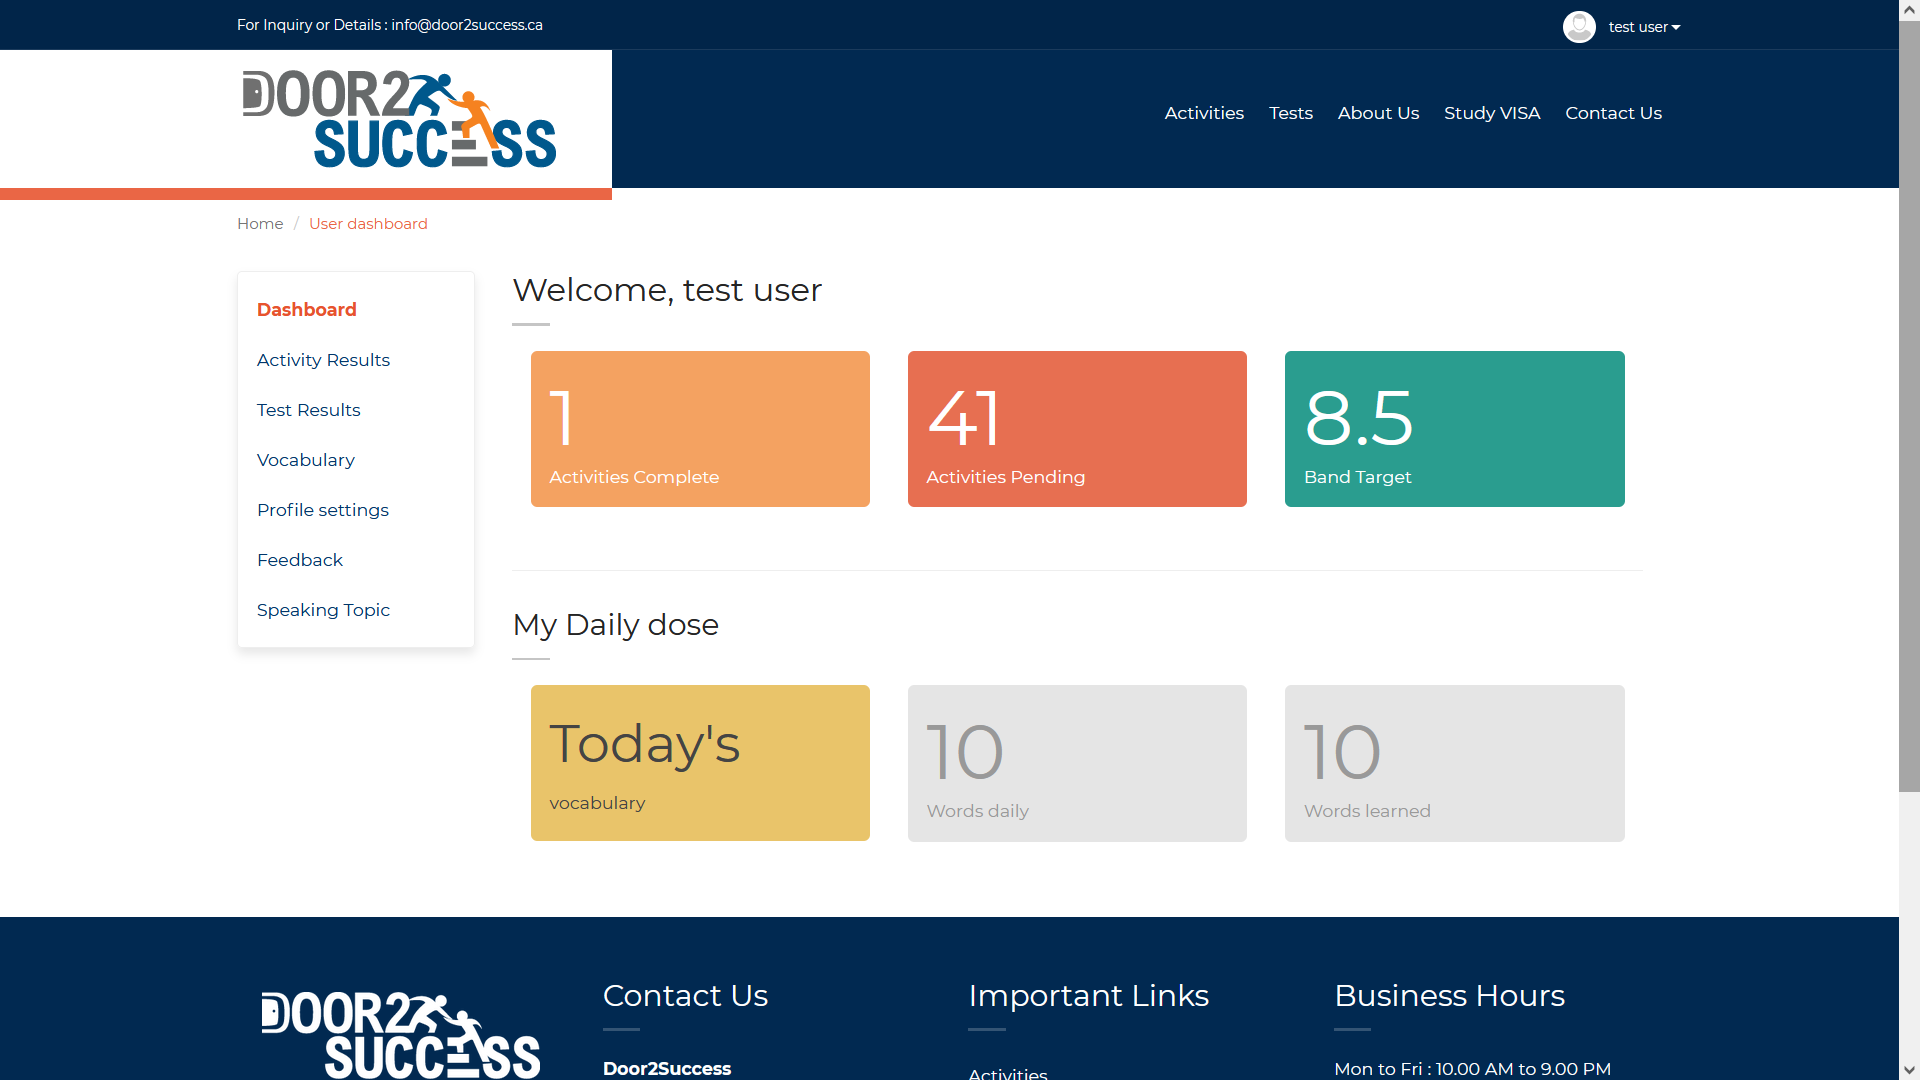 For Inquiry or Details : info@door2success.ca
test user
DOOR2
SUCCESS
Activities Tests About Us Study VISA Contact Us
Home / User dashboard
Dashboard
Activity Results
Test Results
Vocabulary
Profile settings
Feedback
Speaking Topic
Welcome, test user
1
Activities Complete
41
Activities Pending
8.5
Band Target
My Daily dose
Today's
vocabulary
10
Words daily
10
Words learned
DOOR2
SUCCESS
Contact Us
Door2Success
Important Links
Activities
Business Hours
Mon to Fri : 10.00 AM to 9.00 PM